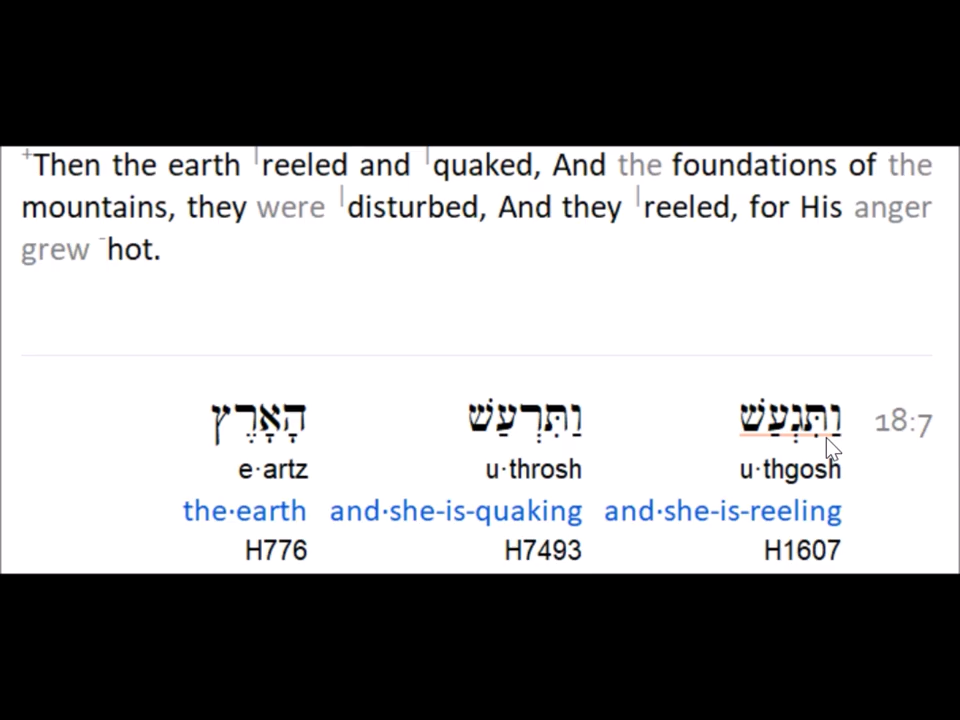 +Then the earth |reeled and |quaked, And the foundations of the
mountains, they were |disturbed, And they |reeled, for His anger
grew -hot.
18:7 וַתִּגְעַשׁ וַתִּרְעַשׁ הָאָרֶץ
e·artz u·throsh u·thgosh
the·earth and·she-is-quaking and·she-is-reeling
H776 H7493 H1607